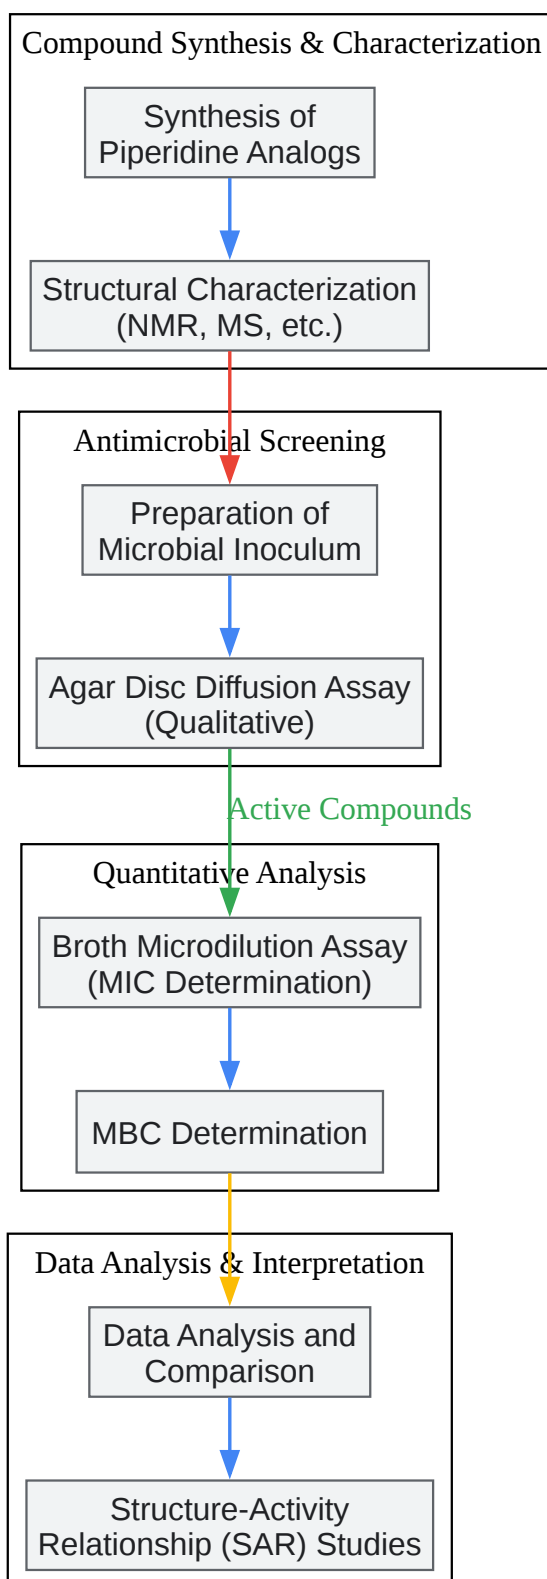 Compound Synthesis & Characterization
Synthesis of
Piperidine Analogs
Structural Characterization
(NMR, MS, etc.)
Antimicrobial Screening
Preparation of
Microbial Inoculum
Agar Disc Diffusion Assay
(Qualitative)
Active Compounds
Quantitative Analysis
Broth Microdilution Assay
(MIC Determination)
MBC Determination
Data Analysis & Interpretation
Data Analysis and
Comparison
Structure-Activity
Relationship (SAR) Studies